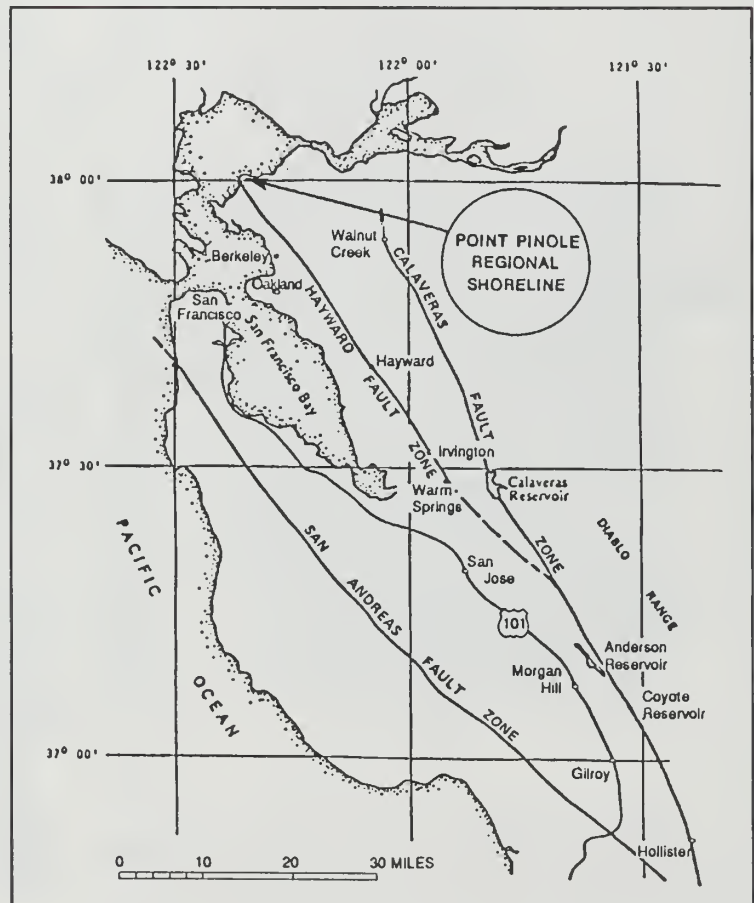 122° 30'
122° 00'
121° 30'
38° 00'
Walnut
Creek
POINT PINOLE
REGIONAL
SHORELINE
Berkeley
Oakland
San
Francisco
San Francisco Bay
HAYWARD
FAULT
ZONE
CALAVERAS
FAULT
ZONE
Hayward
Irvington
37° 30'
Warm
Springs
Calaveras
Reservoir
PACIFIC
OCEAN
SAN
ANDREAS
FAULT
ZONE
San
Jose
101
DIABLO
RANGE
Anderson
Reservoir
Morgan
Hill
Coyote
Reservoir
37° 00'
Gilroy
Hollister
0 10 20 30 MILES